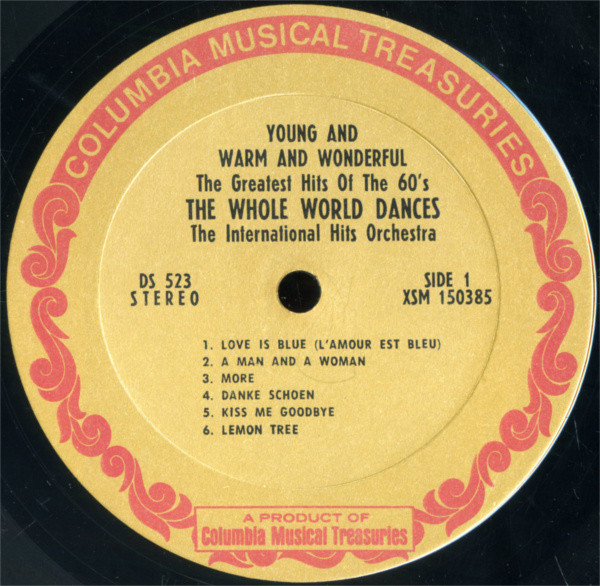 COLUMBIA MUSICAL TREASURIES
YOUNG AND
WARM AND WONDERFUL
The Greatest Hits Of The 60's
THE WHOLE WORLD DANCES
The International Hits Orchestra
DS 523
STEREO
SIDE 1
XSM 150385
1. LOVE IS BLUE (L'AMOUR EST BLEU)
2. A MAN AND A WOMAN
3. MORE
4. DANKE SCHOEN
5. KISS ME GOODBYE
6. LEMON TREE
A PRODUCT OF
Columbia Musical Treasuries